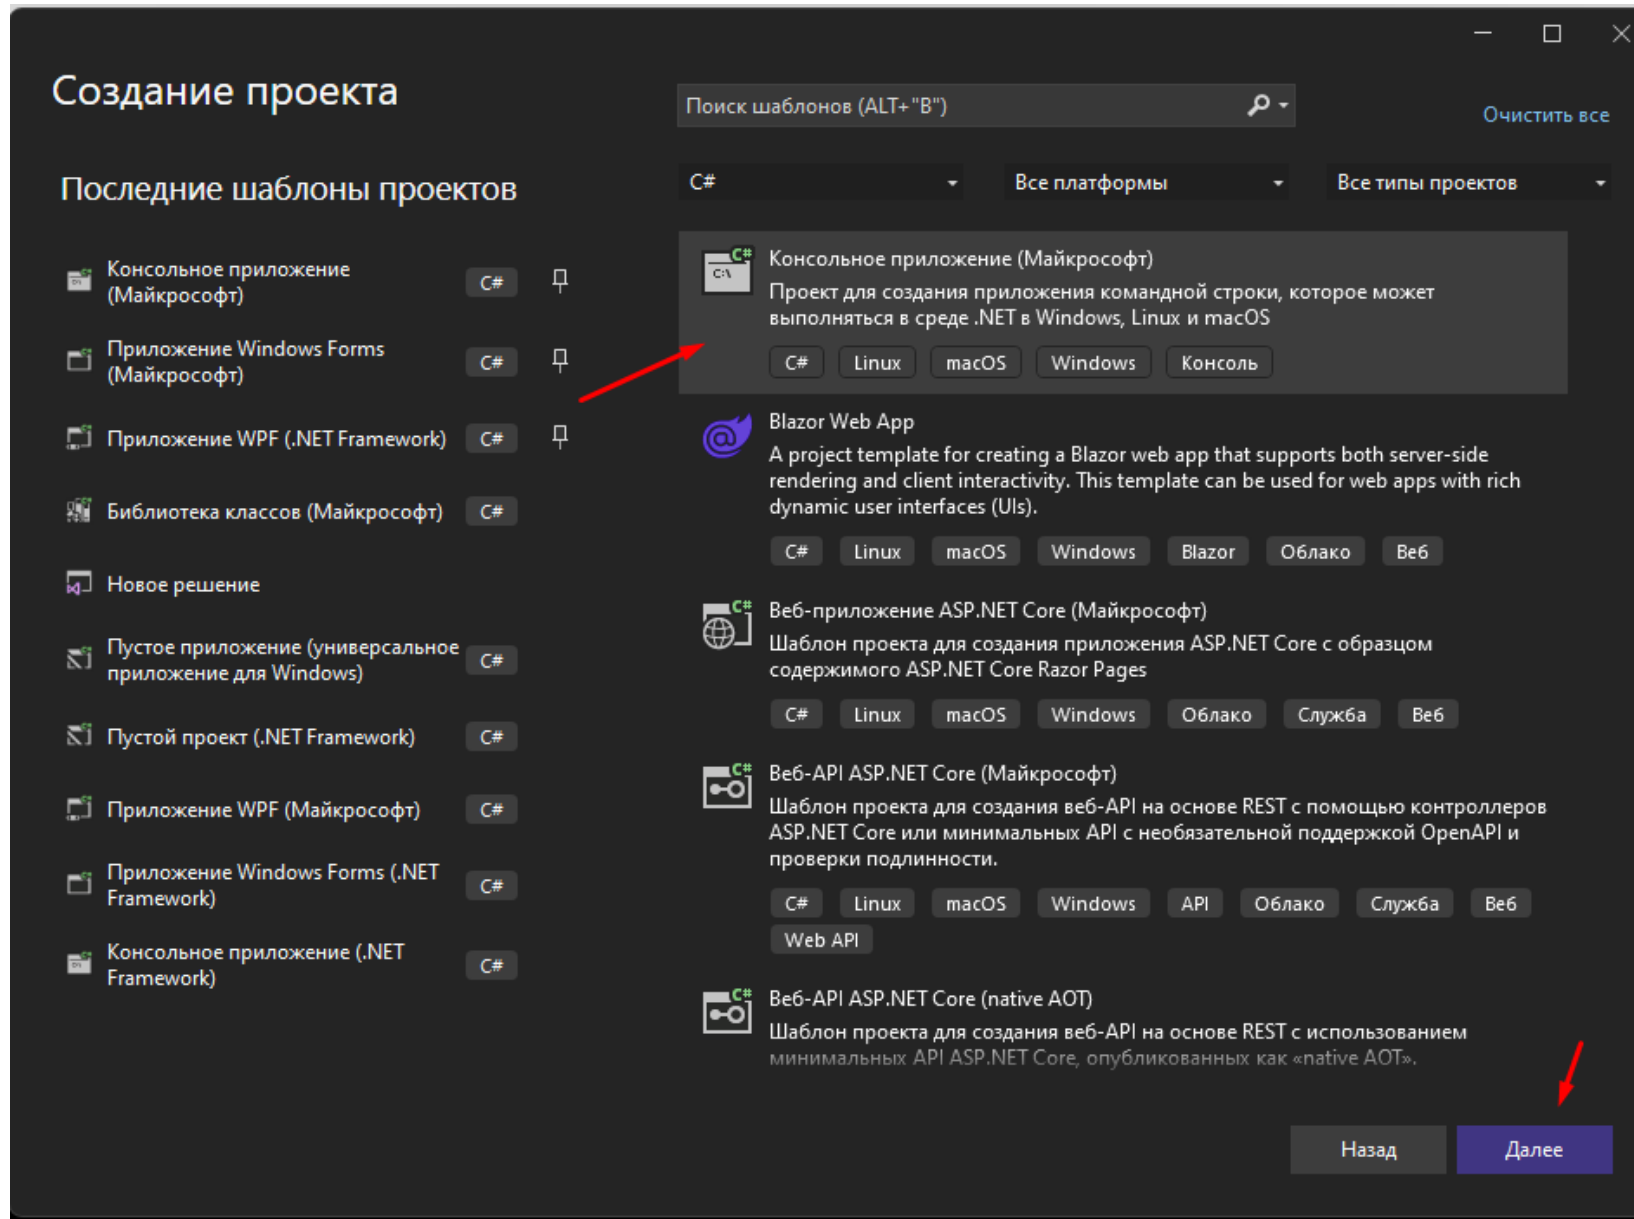 Создание проекта
Поиск шаблонов (ALT+"B")
Очистить все
Последние шаблоны проектов
C#
Все платформы
Все типы проектов
Консольное приложение
(Майкрософт)
C#
Приложение Windows Forms
(Майкрософт)
C#
Приложение WPF (.NET Framework)
C#
Библиотека классов (Майкрософт)
C#
Новое решение
Пустое приложение (универсальное
приложение для Windows)
C#
Пустой проект (.NET Framework)
C#
Приложение WPF (Майкрософт)
C#
Приложение Windows Forms (.NET
Framework)
C#
Консольное приложение (.NET
Framework)
C#
Консольное приложение (Майкрософт)
Проект для создания приложения командной строки, которое может
выполняться в среде .NET в Windows, Linux и macOS
C# Linux macOS Windows Консоль
Blazor Web App
A project template for creating a Blazor web app that supports both server-side
rendering and client interactivity. This template can be used for web apps with rich
dynamic user interfaces (UIs).
C# Linux macOS Windows Blazor Облако Веб
Веб-приложение ASP.NET Core (Майкрософт)
Шаблон проекта для создания приложения ASP.NET Core с образцом
содержимого ASP.NET Core Razor Pages
C# Linux macOS Windows Облако Служба Веб
Веб-API ASP.NET Core (Майкрософт)
Шаблон проекта для создания веб-API на основе REST с помощью контроллеров
ASP.NET Core или минимальных API с необязательной поддержкой OpenAPI и
проверки подлинности.
C# Linux macOS Windows API Облако Служба Веб
Web API
Веб-API ASP.NET Core (native AOT)
Шаблон проекта для создания веб-API на основе REST с использованием
минимальных API ASP.NET Core, опубликованных как «native AOT».
Назад
Далее